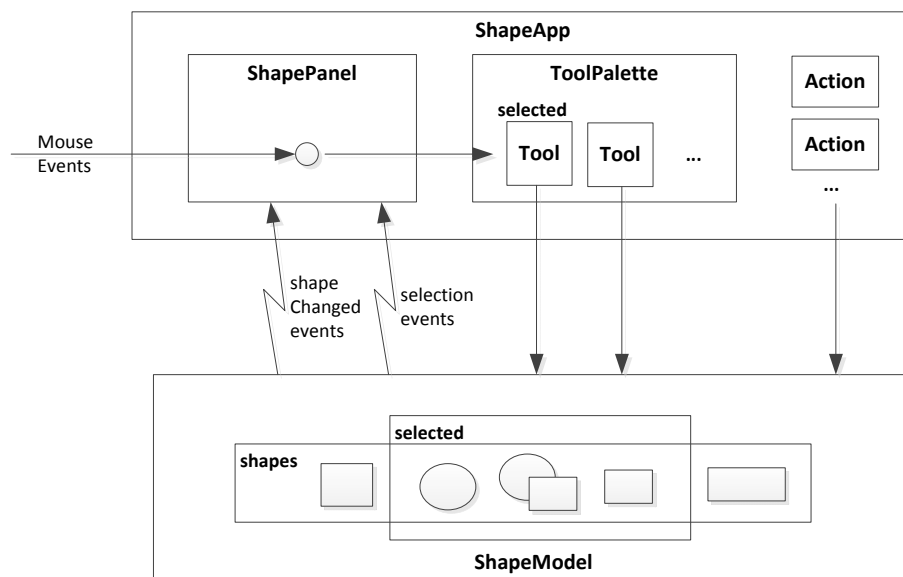 ShapeApp
ShapePanel
ToolPalette
Action
selected
Mouse
Events
Tool
Tool
...
Action
...
shape
Changed
events
selection
events
selected
shapes
ShapeModel